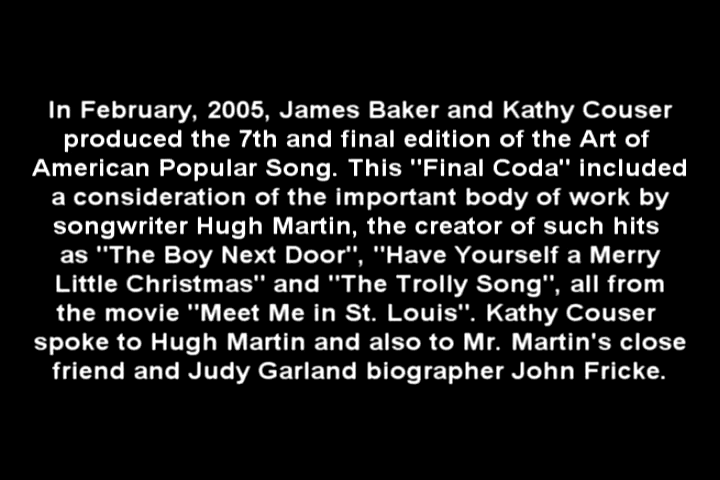 In February, 2005, James Baker and Kathy Couser
produced the 7th and final edition of the Art of
American Popular Song. This "Final Coda" included
a consideration of the important body of work by
songwriter Hugh Martin, the creator of such hits
as "The Boy Next Door", "Have Yourself a Merry
Little Christmas" and "The Trolly Song", all from
the movie "Meet Me in St. Louis". Kathy Couser
spoke to Hugh Martin and also to Mr. Martin's close
friend and Judy Garland biographer John Fricke.